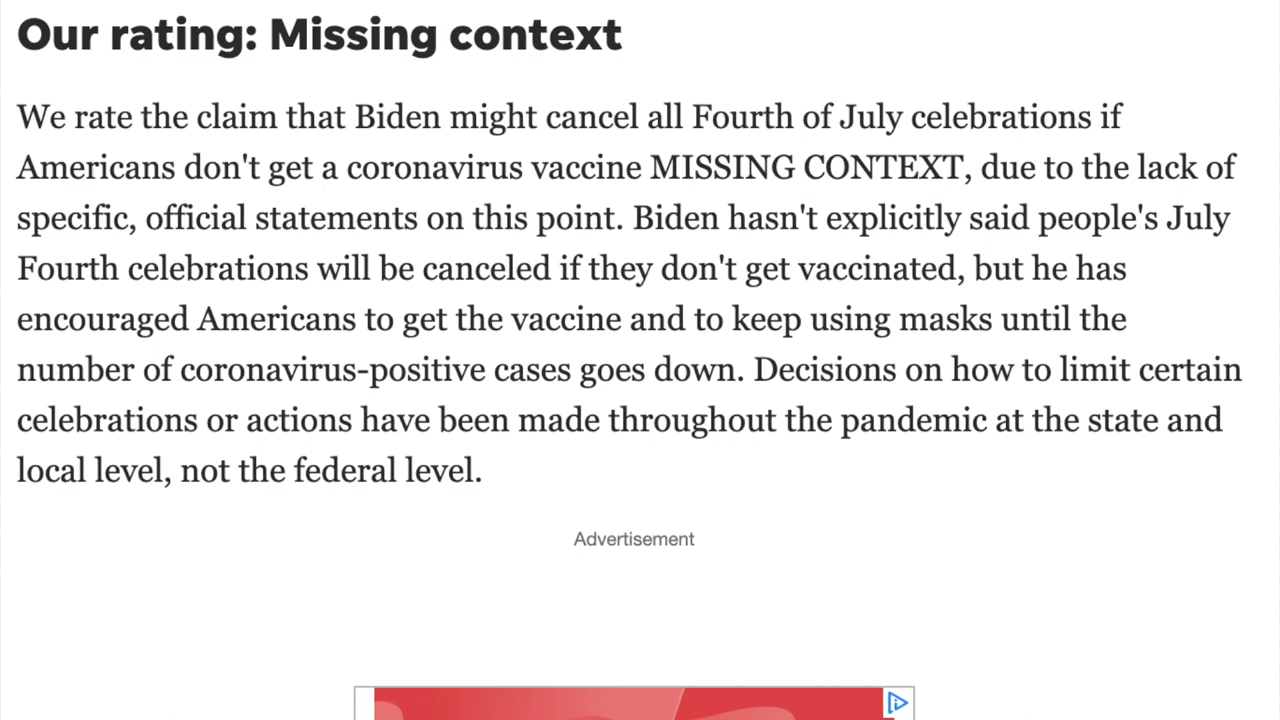 Our rating: Missing context
We rate the claim that Biden might cancel all Fourth of July celebrations if
Americans don't get a coronavirus vaccine MISSING CONTEXT, due to the lack of
specific, official statements on this point. Biden hasn't explicitly said people's July
Fourth celebrations will be canceled if they don't get vaccinated, but he has
encouraged Americans to get the vaccine and to keep using masks until the
number of coronavirus-positive cases goes down. Decisions on how to limit certain
celebrations or actions have been made throughout the pandemic at the state and
local level, not the federal level.
Advertisement